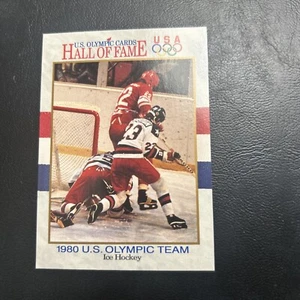 U.S. OLYMPIC CARDS
HALL OF FAME
USA
23
1980 U.S. OLYMPIC TEAM
Ice Hockey